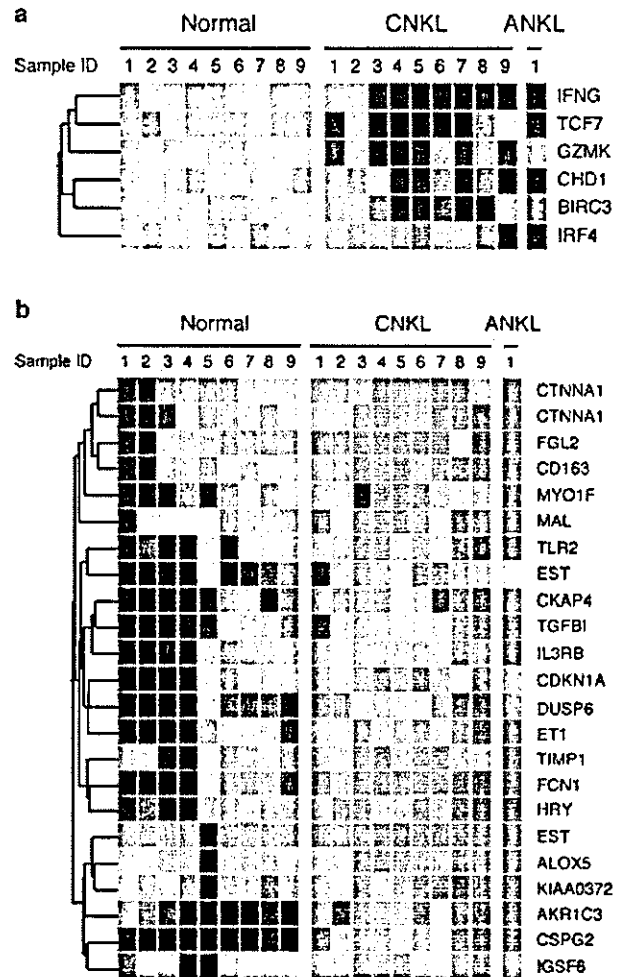 a
Normal CNKL ANKL
Sample ID 1 2 3 4 5 6 7 8 9 1 2 3 4 5 6 7 8 9 1
IFNG
TCF7
GZMK
CHD1
BIRC3
IRF4
b
Normal CNKL ANKL
Sample ID 1 2 3 4 5 6 7 8 9 1 2 3 4 5 6 7 8 9 1
CTNNA1
CTNNA1
FGL2
CD163
MYO1F
MAL
TLR2
EST
CKAP4
TGFBI
IL3RB
CDKN1A
DUSP6
ET1
TIMP1
FCN1
HRY
EST
ALOX5
KIAA0372
AKR1C3
CSPG2
IGSF6